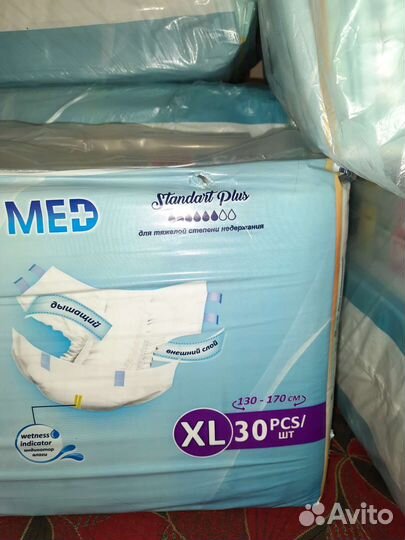 MED
Standart Plus
для тяжелой степени недержания
дышащий
внешний слой
130 - 170 см
wetness
indicator
индикатор
влаги
XL 30 PCS/
шт
Avito